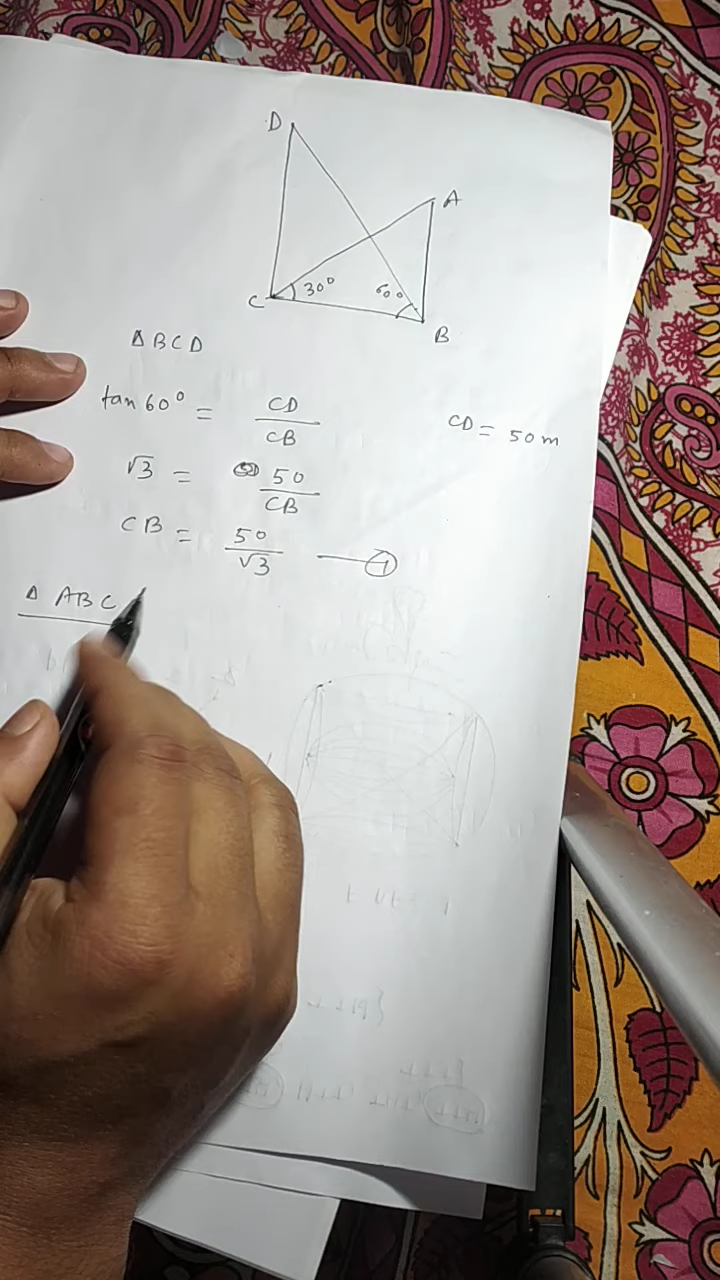 D
A
30°
60°
C
B
Δ BCD
tan 60° = CD / CB
CD = 50 m
√3 = 50 / CB
CB = 50 / √3 — ①
Δ ABC